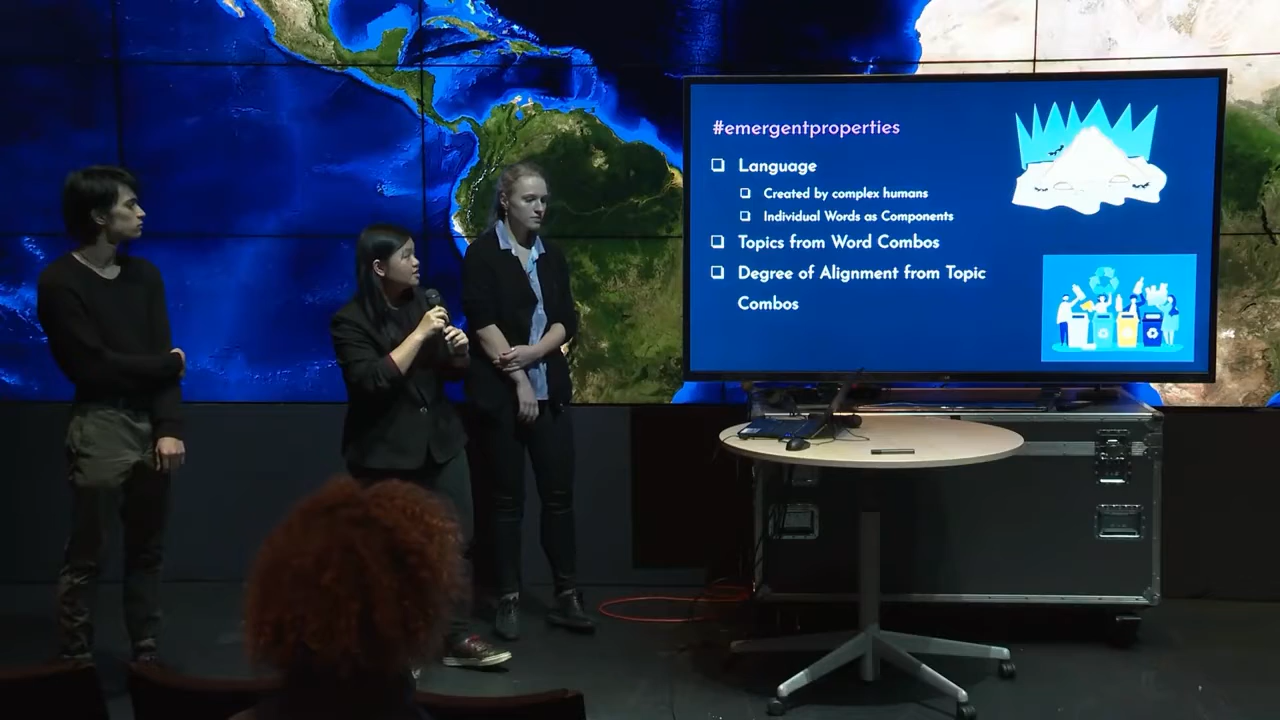 #emergentproperties
Language
Created by complex humans
Individual Words as Components
Topics from Word Combos
Degree of Alignment from Topic
Combos